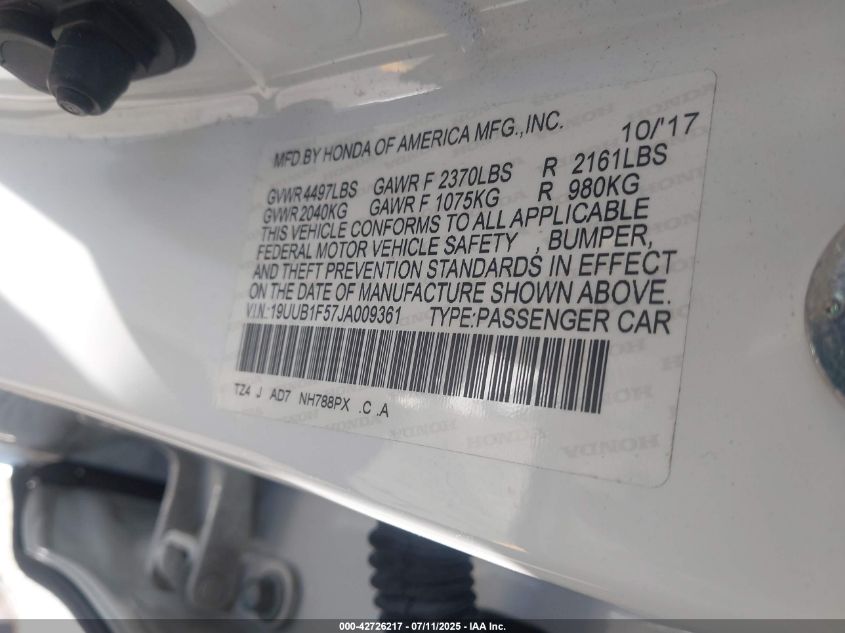 MFD BY HONDA OF AMERICA MFG.,INC. 10/'17
GVWR 4497LBS GAWR F 2370LBS R 2161LBS
GVWR 2040KG GAWR F 1075KG R 980KG
THIS VEHICLE CONFORMS TO ALL APPLICABLE
FEDERAL MOTOR VEHICLE SAFETY , BUMPER,
AND THEFT PREVENTION STANDARDS IN EFFECT
ON THE DATE OF MANUFACTURE SHOWN ABOVE.
V.I.N.:19UUB1F57JA009361 TYPE:PASSENGER CAR
TZ4 J AD7 NH788PX .C .A
HONDA HONDA HONDA
000-42726217 - 07/11/2025 - IAA Inc.